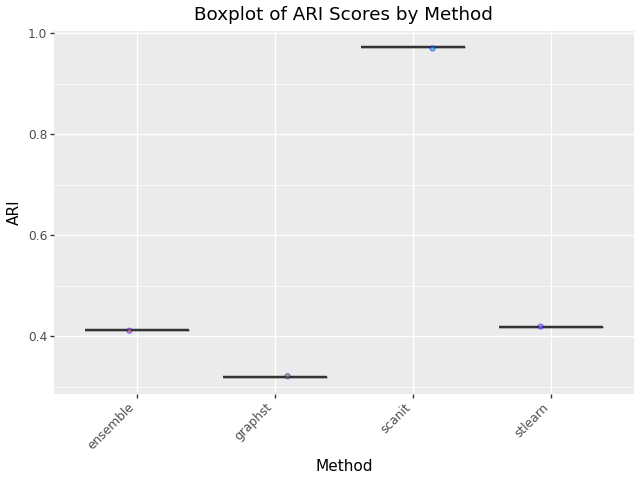 Boxplot of ARI Scores by Method
1.0
0.8
0.6
0.4
ARI
ensemble
graphst
scanit
stlearn
Method